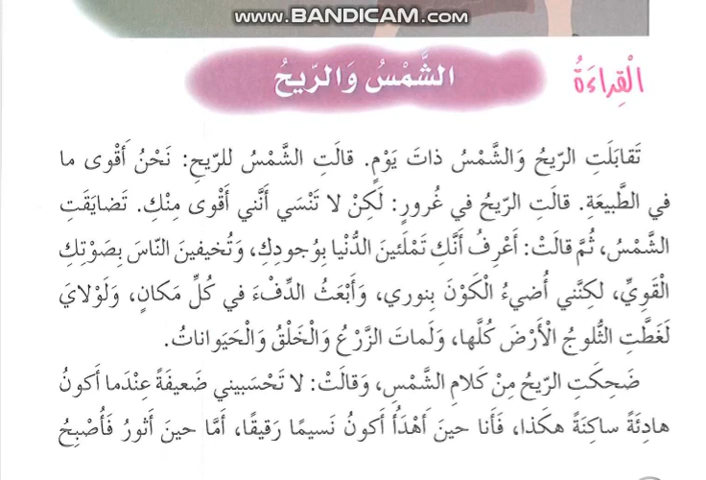 www.BANDICAM.com
الْقِراءَةُ
الشَّمْسُ وَالرّيحُ
تَقابَلَتِ الرّيحُ وَالشَّمْسُ ذاتَ يَوْمٍ. قالَتِ الشَّمْسُ للرّيحِ: نَحْنُ أَقْوى ما
في الطَّبيعَةِ. قالَتِ الرّيحُ في غُرورٍ: لَكِنْ لا تَنْسَي أَنَّني أَقْوى مِنْكِ. تَضايَقَتِ
الشَّمْسُ، ثُمَّ قالَتْ: أَعْرِفُ أَنَّكِ تَمْلَئينَ الدُّنْيا بِوُجودِكِ، وَتُخيفينَ النّاسَ بِصَوْتِكِ
الْقَوِيِّ، لكِنَّني أُضيءُ الْكَوْنَ بِنوري، وَأَبْعَثُ الدِّفْءَ في كُلِّ مَكانٍ، وَلَوْلايَ
لَغَطَّتِ الثُّلوجُ الْأَرْضَ كُلَّها، وَلَماتَ الزَّرْعُ وَالْخَلْقُ وَالْحَيَواناتُ.
ضَحِكَتِ الرّيحُ مِنْ كَلامِ الشَّمْسِ، وَقالَتْ: لا تَحْسَبيني ضَعيفَةً عِنْدَما أَكونُ
هادِئَةً ساكِنَةً هكَذا، فَأَنا حينَ أَهْدَأُ أَكونُ نَسيمًا رَقيقًا، أَمَّا حينَ أَثورُ فَأُصْبِحُ